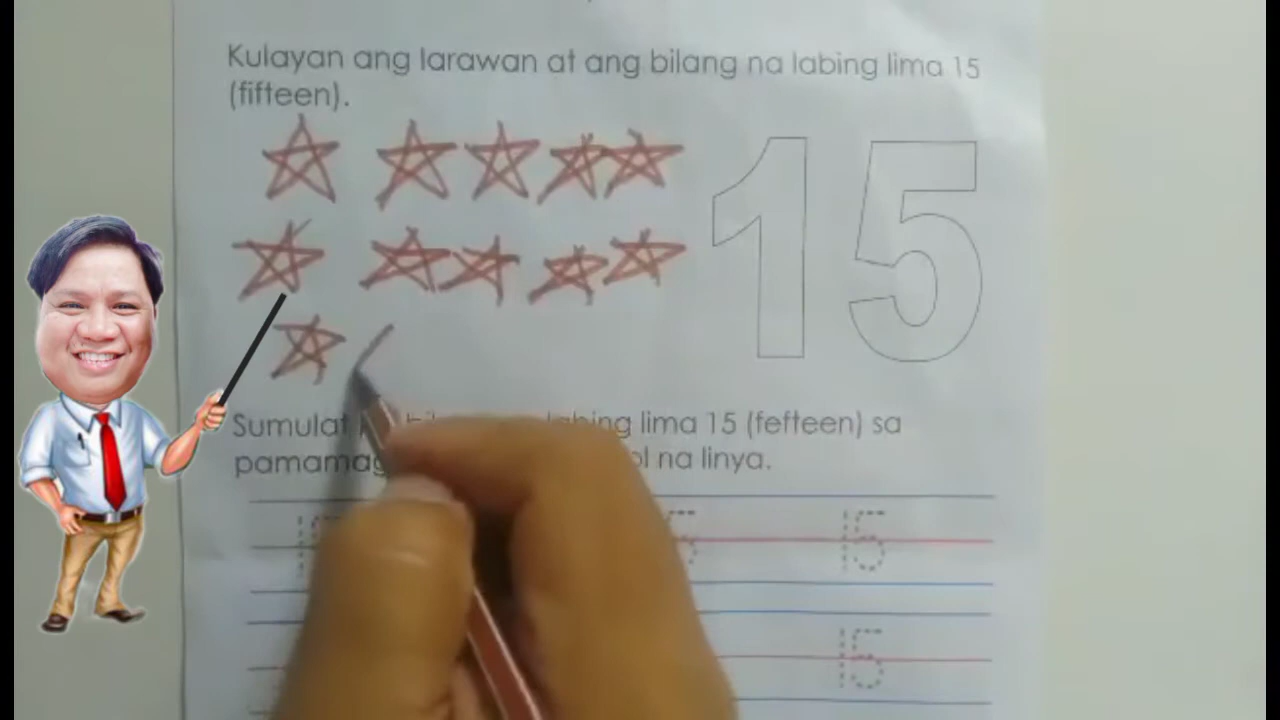 Kulayan ang larawan at ang bilang na labing lima 15
(fifteen).
15
Sumulat lima 15 (fefteen) sa
na linya.
15
15